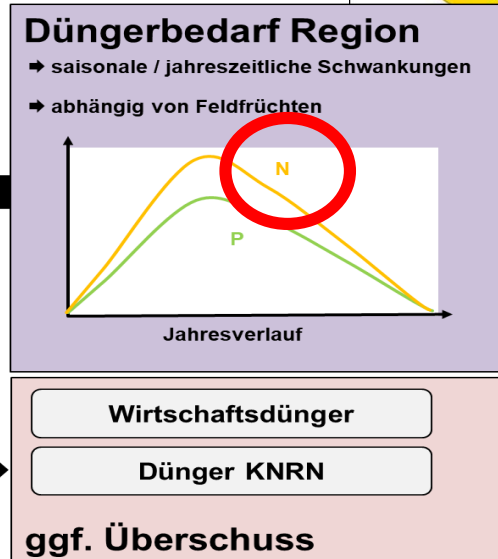 Düngerbedarf Region
➡ saisonale / jahreszeitliche Schwankungen
➡ abhängig von Feldfrüchten
N
P
Jahresverlauf
Wirtschaftsdünger
Dünger KNRN
ggf. Überschuss